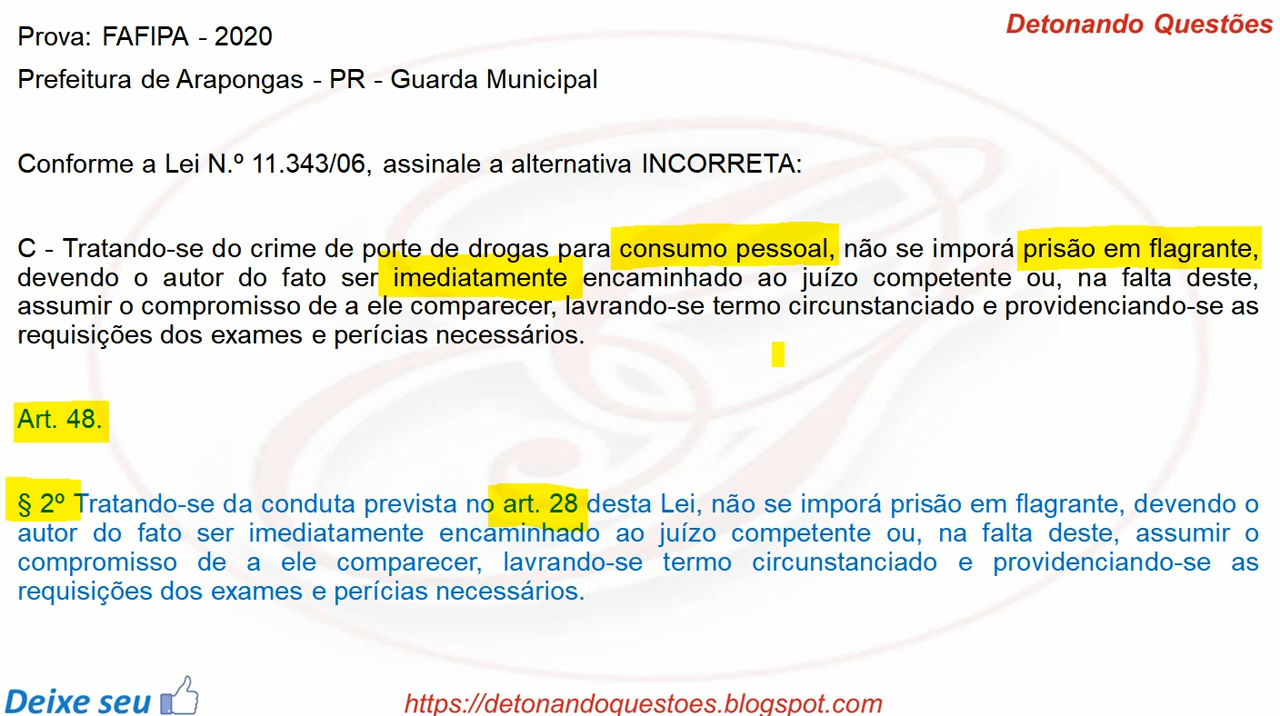 Detonando Questões
Prova: FAFIPA - 2020
Prefeitura de Arapongas - PR - Guarda Municipal
Conforme a Lei N.º 11.343/06, assinale a alternativa INCORRETA:
C - Tratando-se do crime de porte de drogas para consumo pessoal, não se imporá prisão em flagrante,
devendo o autor do fato ser imediatamente encaminhado ao juízo competente ou, na falta deste,
assumir o compromisso de a ele comparecer, lavrando-se termo circunstanciado e providenciando-se as
requisições dos exames e perícias necessários.
Art. 48.
§ 2º Tratando-se da conduta prevista no art. 28 desta Lei, não se imporá prisão em flagrante, devendo o
autor do fato ser imediatamente encaminhado ao juízo competente ou, na falta deste, assumir o
compromisso de a ele comparecer, lavrando-se termo circunstanciado e providenciando-se as
requisições dos exames e perícias necessários.
Deixe seu
https://detonandoquestoes.blogspot.com/